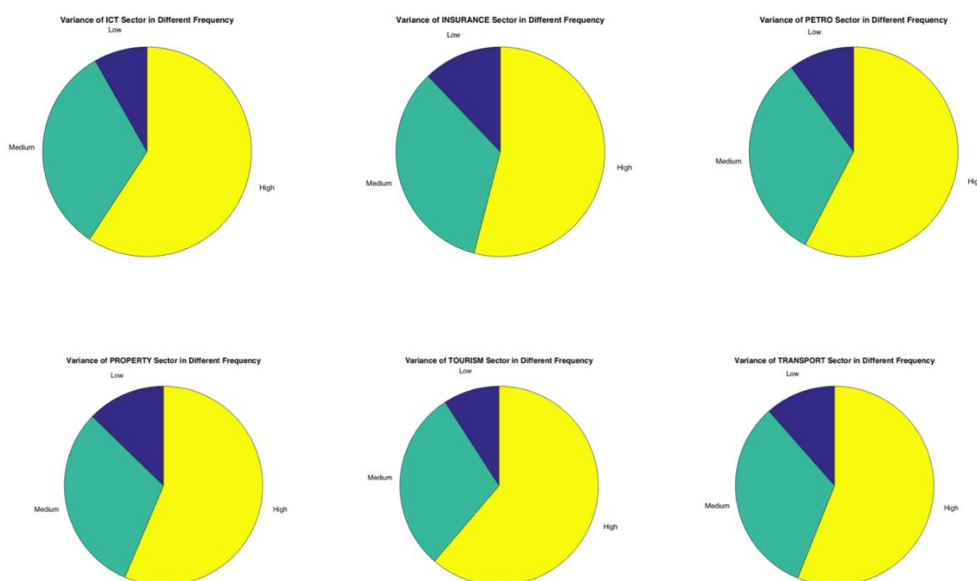 Variance of ICT Sector in Different Frequency
Low
Medium
High
Variance of INSURANCE Sector in Different Frequency
Low
Medium
High
Variance of PETRO Sector in Different Frequency
Low
Medium
Hi
Variance of PROPERTY Sector in Different Frequency
Low
Medium
High
Variance of TOURISM Sector in Different Frequency
Low
Medium
High
Variance of TRANSPORT Sector in Different Frequency
Low
Medium
High